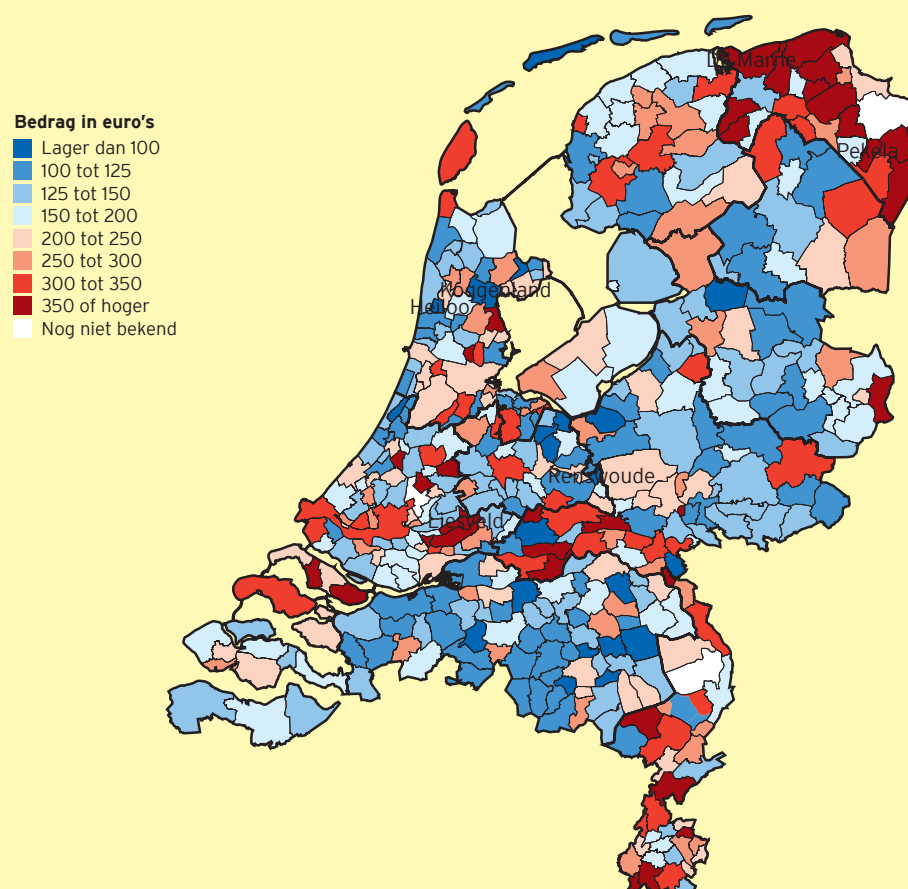 De Marne
Bedrag in euro's
Lager dan 100
100 tot 125
125 tot 150
150 tot 200
200 tot 250
250 tot 300
300 tot 350
350 of hoger
Nog niet bekend
Pekela
Koggenland
Heiloo
Renswoude
Liesveld